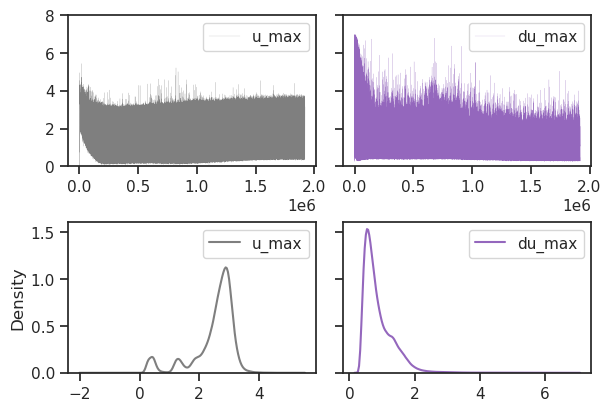 8
6
4
2
0
u_max
du_max
0.0 0.5 1.0 1.5 2.0
1e6
0.0 0.5 1.0 1.5 2.0
1e6
Density
1.5
1.0
0.5
0.0
u_max
du_max
−2 0 2 4
0 2 4 6